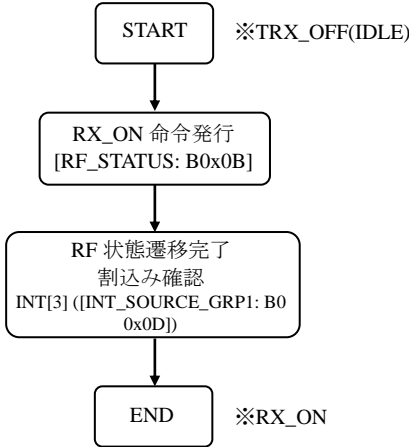 START ※TRX_OFF(IDLE)
RX_ON 命令発行
[RF_STATUS: B0x0B]
RF 状態遷移完了
割込み確認
INT[3] ([INT_SOURCE_GRP1: B0
0x0D])
END ※RX_ON